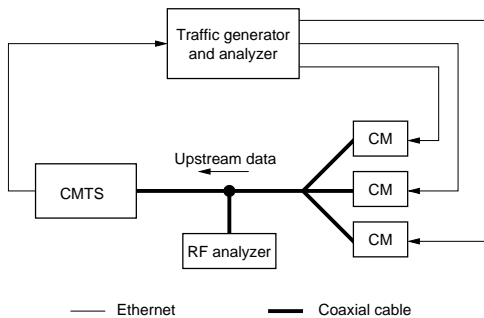 Traffic generator
and analyzer
CM
Upstream data
CMTS
CM
CM
RF analyzer
Ethernet
Coaxial cable